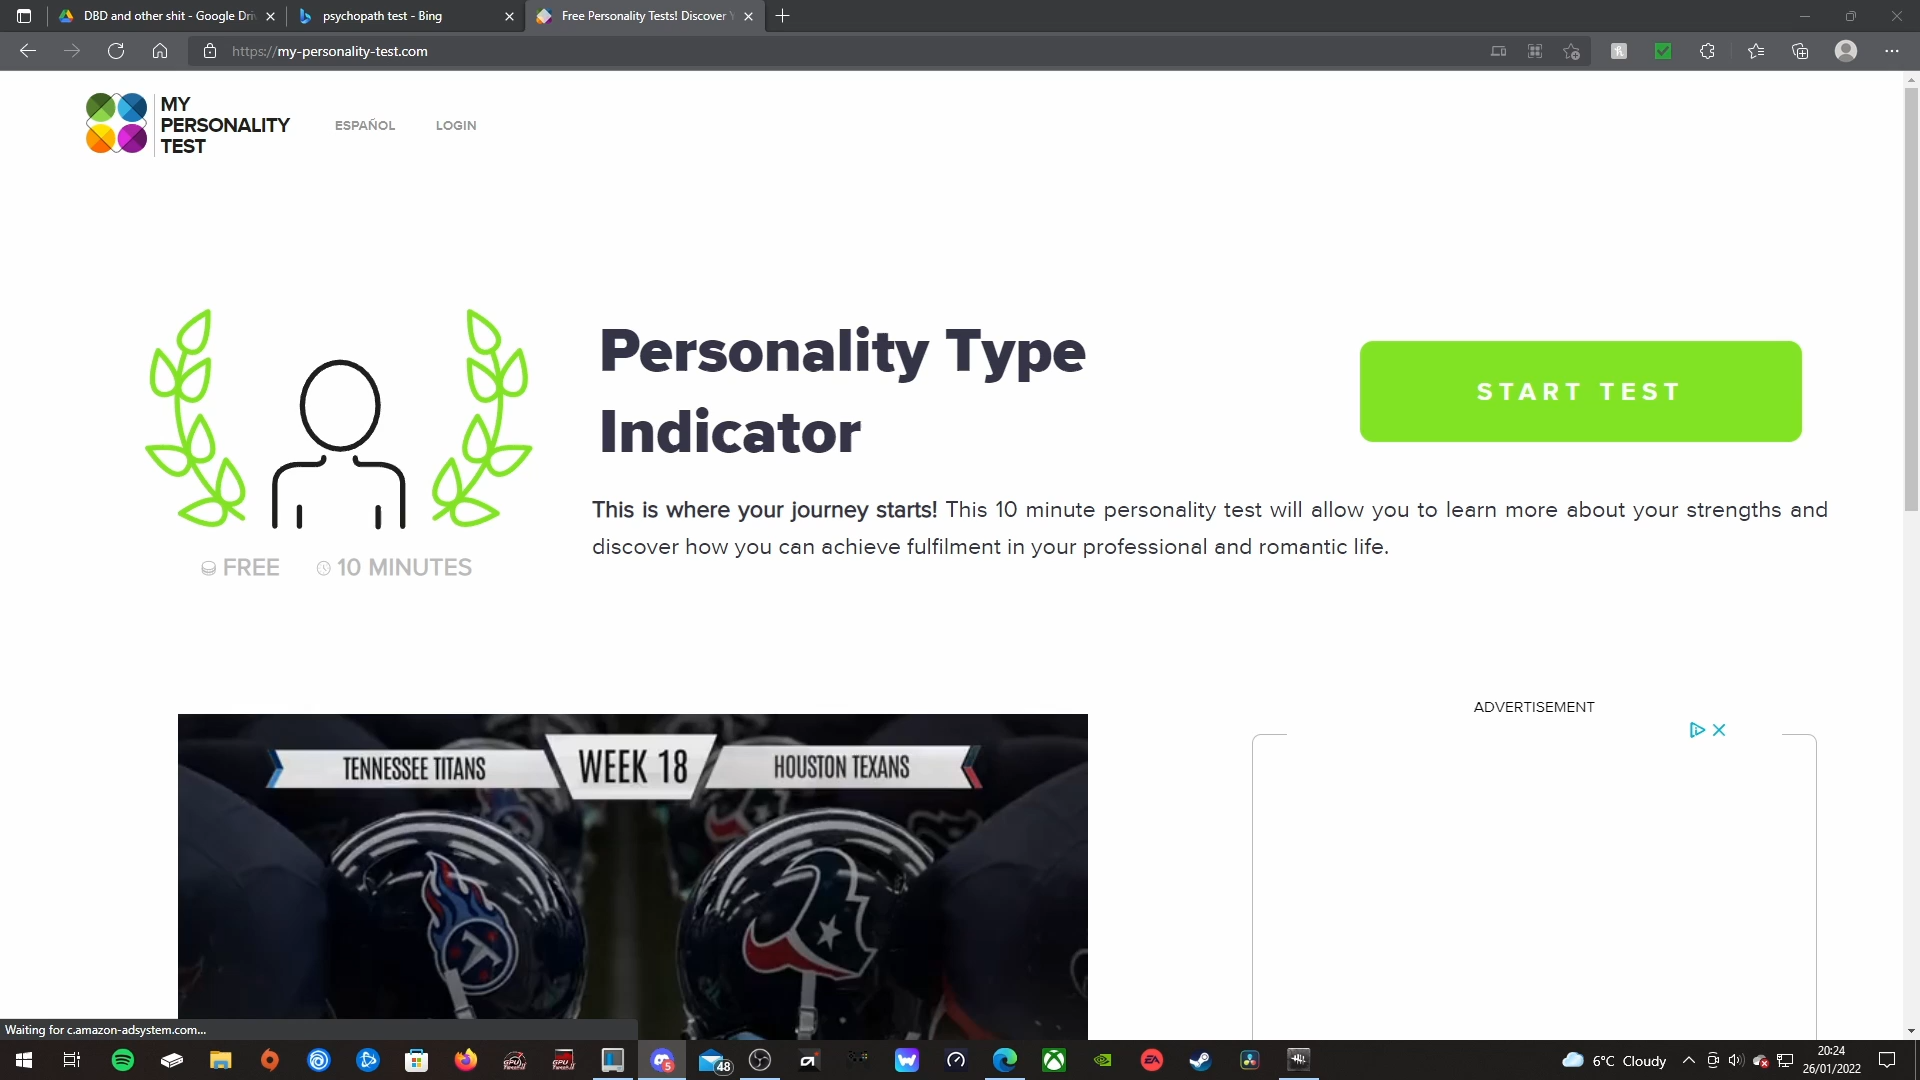 DBD and other shit - Google Dri
psychopath test - Bing
Free Personality Tests! Discover Y
https://my-personality-test.com
MY
PERSONALITY
TEST
ESPAÑOL
LOGIN
Personality Type
Indicator
START TEST
This is where your journey starts! This 10 minute personality test will allow you to learn more about your strengths and
discover how you can achieve fulfilment in your professional and romantic life.
FREE
10 MINUTES
ADVERTISEMENT
TENNESSEE TITANS
WEEK 18
HOUSTON TEXANS
Waiting for c.amazon-adsystem.com...
5
48
EA
6°C Cloudy
20:24
26/01/2022